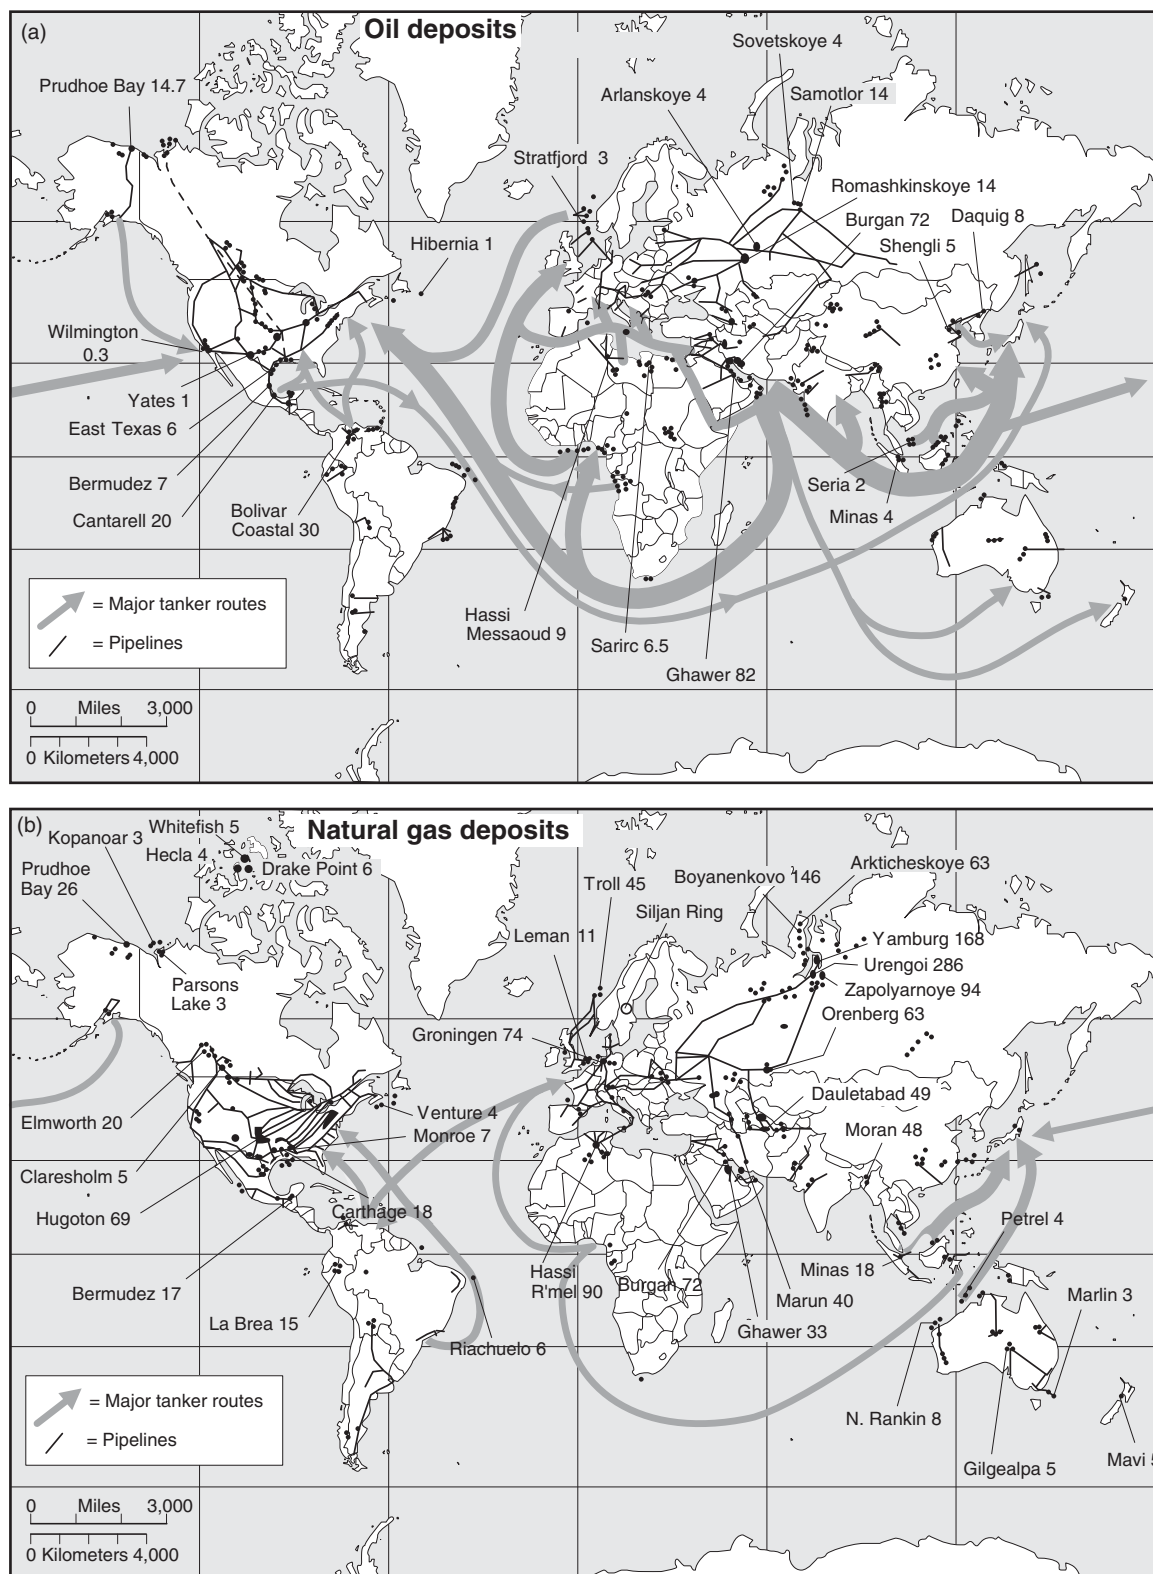 (a)
Oil deposits
Sovetskoye 4
Prudhoe Bay 14.7
Arlanskoye 4
Samotlor 14
Stratfjord 3
Romashkinskoye 14
Burgan 72
Daquig 8
Shengli 5
Hibernia 1
Wilmington
0.3
Yates 1
East Texas 6
Bermudez 7
Cantarell 20
Bolivar
Coastal 30
Seria 2
Minas 4
Hassi
Messaoud 9
Sarirc 6.5
Ghawer 82
= Major tanker routes
= Pipelines
0 Miles 3,000
0 Kilometers 4,000
(b)
Natural gas deposits
Kopanoar 3
Whitefish 5
Hecla 4
Drake Point 6
Prudhoe
Bay 26
Parsons
Lake 3
Troll 45
Boyanenkovo 146
Arkticheskoye 63
Siljan Ring
Leman 11
Yamburg 168
Urengoi 286
Zapolyarnoye 94
Orenberg 63
Groningen 74
Elmworth 20
Venture 4
Monroe 7
Dauletabad 49
Moran 48
Claresholm 5
Hugoton 69
Carthage 18
Petrel 4
Bermudez 17
Hassi
R'mel 90
Burgan 72
Minas 18
Marun 40
Marlin 3
La Brea 15
Ghawer 33
Riachuelo 6
N. Rankin 8
Gilgealpa 5
Mavi 5
= Major tanker routes
= Pipelines
0 Miles 3,000
0 Kilometers 4,000